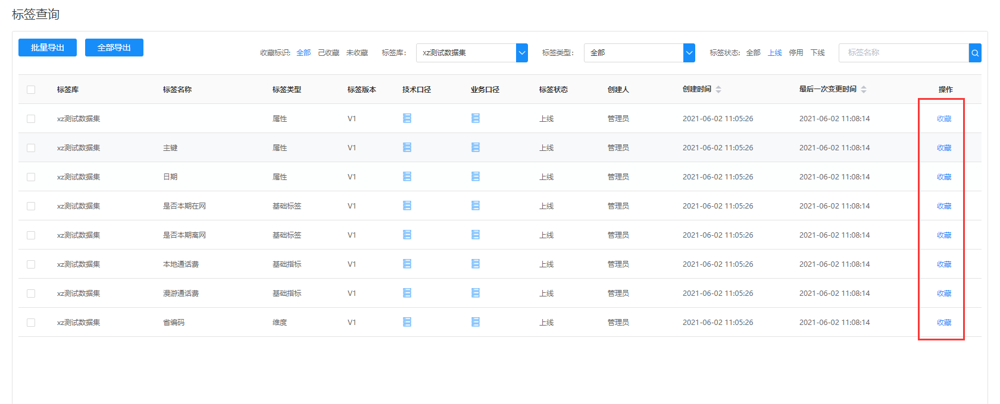 标签查询
批量导出 全部导出 收藏标识: 全部 己收藏 未收藏 标签库: xz测试数据集 标签类型: 全部 标签状态: 全部 上线 停用 下线 标签名称
标签库 标签名称 标签类型 标签版本 技术口径 业务口径 标签状态 创建人 创建时间 最后一次变更时间 操作
xz测试数据集 属性 V1 上线 管理员 2021-06-02 11:05:26 2021-06-02 11:08:14 收藏
xz测试数据集 主键 属性 V1 上线 管理员 2021-06-02 11:05:26 2021-06-02 11:08:14 收藏
xz测试数据集 日期 属性 V1 上线 管理员 2021-06-02 11:05:26 2021-06-02 11:08:14 收藏
xz测试数据集 是否本期在网 基础标签 V1 上线 管理员 2021-06-02 11:05:26 2021-06-02 11:08:14 收藏
xz测试数据集 是否本期离网 基础标签 V1 上线 管理员 2021-06-02 11:05:26 2021-06-02 11:08:14 收藏
xz测试数据集 本地通话费 基础指标 V1 上线 管理员 2021-06-02 11:05:26 2021-06-02 11:08:14 收藏
xz测试数据集 漫游通话费 基础指标 V1 上线 管理员 2021-06-02 11:05:26 2021-06-02 11:08:14 收藏
xz测试数据集 省编码 维度 V1 上线 管理员 2021-06-02 11:05:26 2021-06-02 11:08:14 收藏